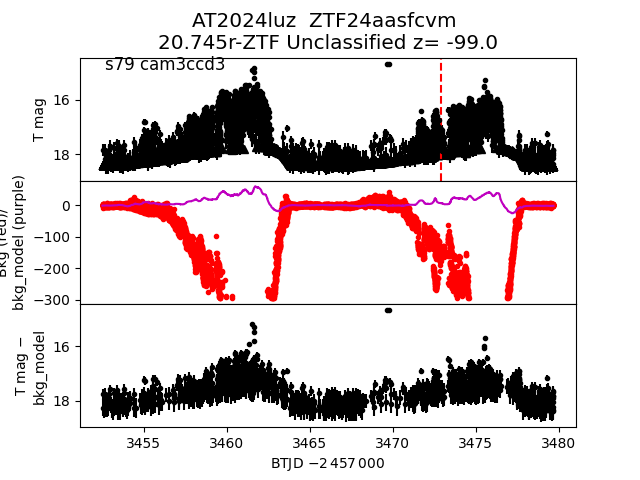 AT2024luz  ZTF24aasfcvm
20.745r-ZTF Unclassified z= -99.0
s79 cam3ccd3
T mag
16
18
Bkg (red)/
bkg_model (purple)
0
−100
−200
−300
T mag −
bkg_model
16
18
3455 3460 3465 3470 3475 3480
BTJD −2 457 000